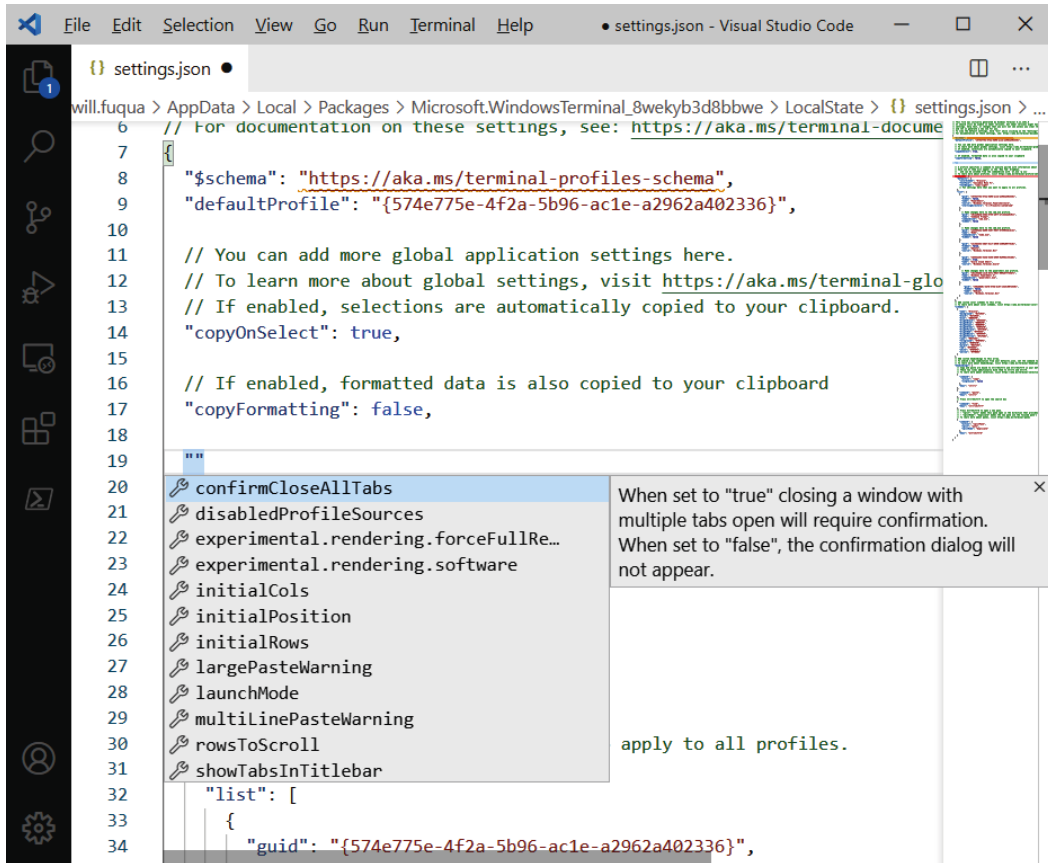 File Edit Selection View Go Run Terminal Help ● settings.json - Visual Studio Code
{} settings.json ●
1
will.fuqua > AppData > Local > Packages > Microsoft.WindowsTerminal_8wekyb3d8bbwe > LocalState > {} settings.json > ...
6 // For documentation on these settings, see: https://aka.ms/terminal-docume
7 {
8 "$schema": "https://aka.ms/terminal-profiles-schema",
9 "defaultProfile": "{574e775e-4f2a-5b96-ac1e-a2962a402336}",
10
11 // You can add more global application settings here.
12 // To learn more about global settings, visit https://aka.ms/terminal-glo
13 // If enabled, selections are automatically copied to your clipboard.
14 "copyOnSelect": true,
15
16 // If enabled, formatted data is also copied to your clipboard
17 "copyFormatting": false,
18
19 ""
20 confirmCloseAllTabs
When set to "true" closing a window with
multiple tabs open will require confirmation.
When set to "false", the confirmation dialog will
not appear.
21 disabledProfileSources
22 experimental.rendering.forceFullRe…
23 experimental.rendering.software
24 initialCols
25 initialPosition
26 initialRows
27 largePasteWarning
28 launchMode
29 multiLinePasteWarning
30 rowsToScroll apply to all profiles.
31 showTabsInTitlebar
32 "list": [
33 {
34 "guid": "{574e775e-4f2a-5b96-ac1e-a2962a402336}",